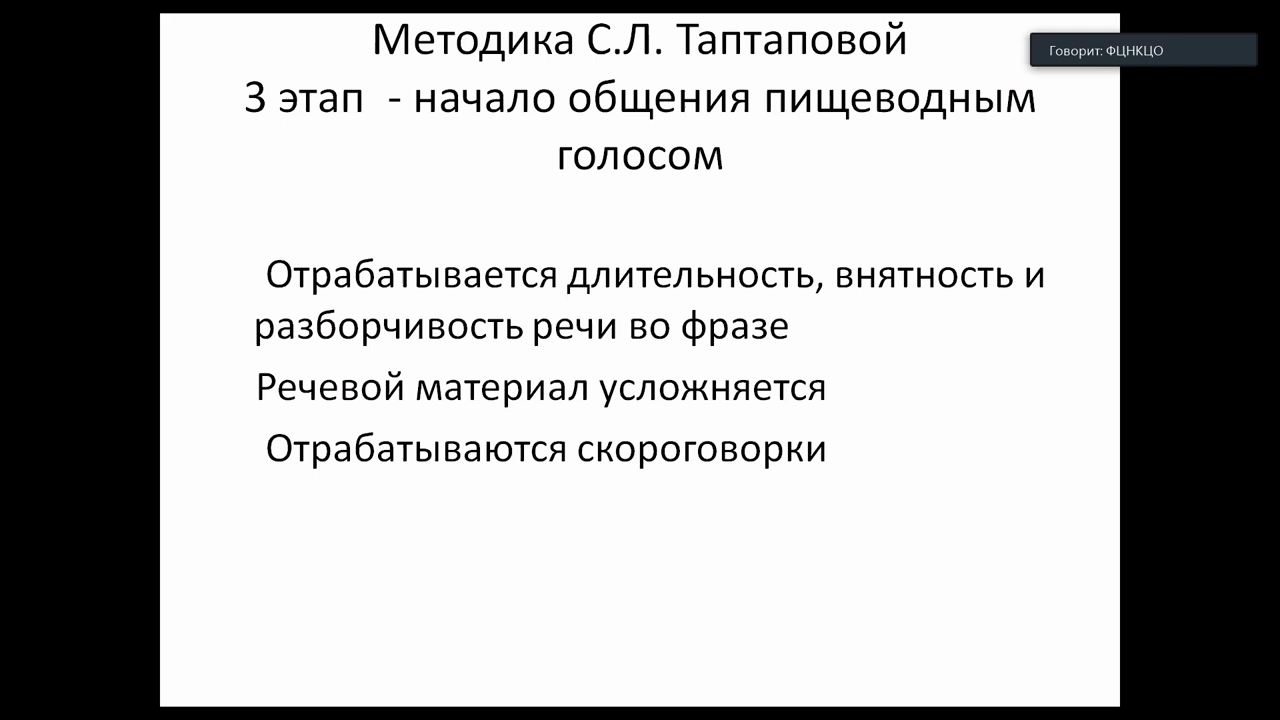 Методика С.Л. Таптаповой
Говорит: ФЦНКЦО
3 этап - начало общения пищеводным
голосом
Отрабатывается длительность, внятность и
разборчивость речи во фразе
Речевой материал усложняется
Отрабатываются скороговорки